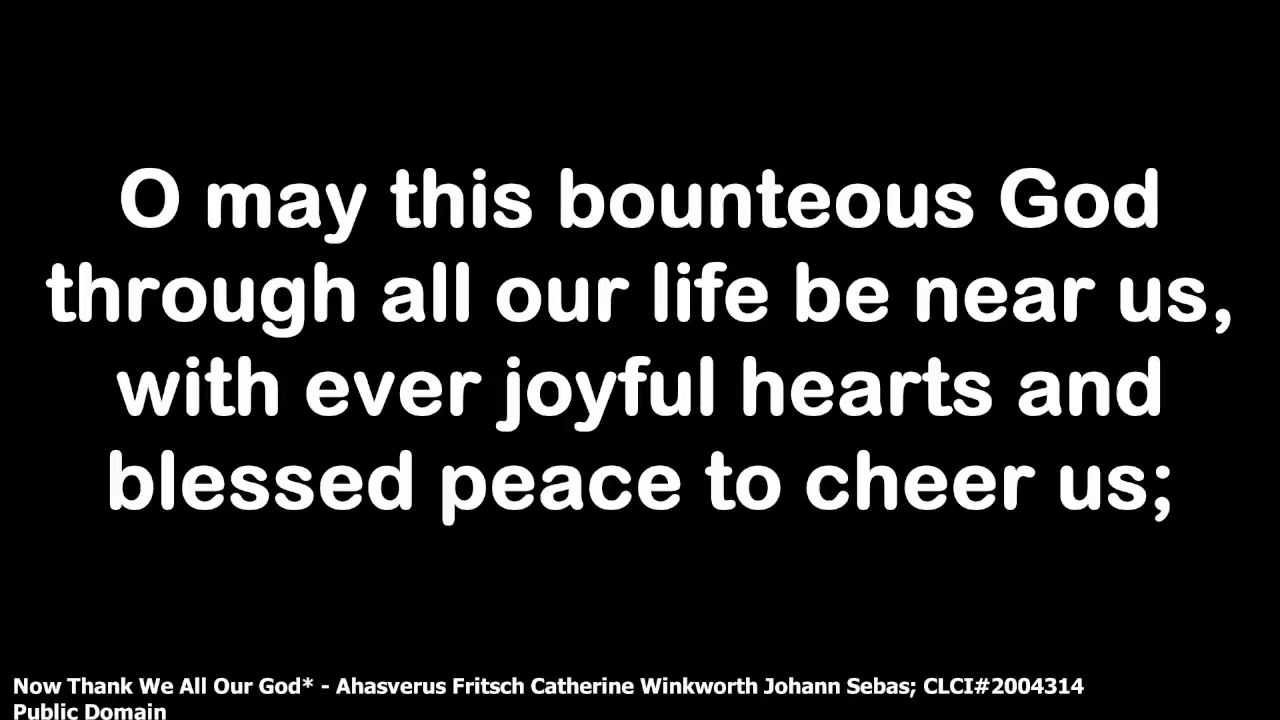 O may this bounteous God
through all our life be near us,
with ever joyful hearts and
blessed peace to cheer us;
Now Thank We All Our God* - Ahasverus Fritsch Catherine Winkworth Johann Sebas; CLCI#2004314
Public Domain